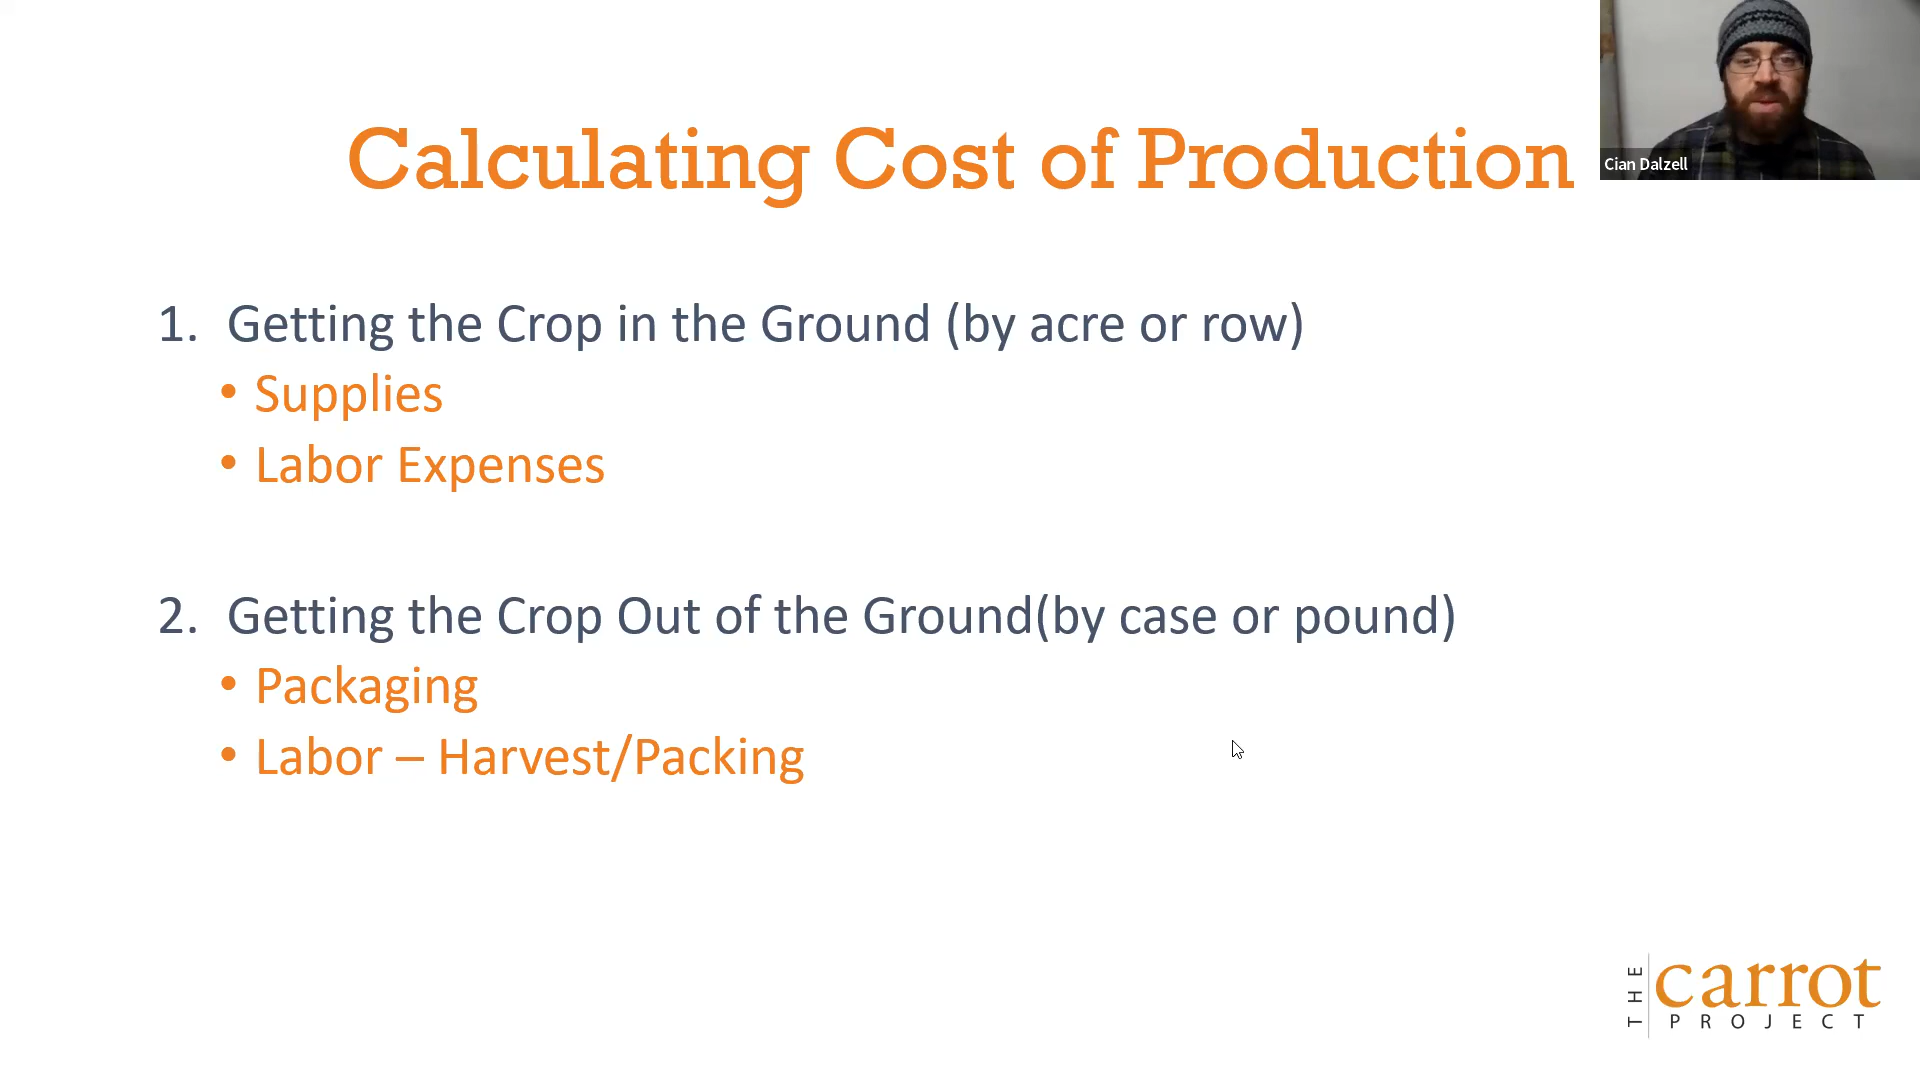 Calculating Cost of Production
Cian Dalzell
1. Getting the Crop in the Ground (by acre or row)
• Supplies
• Labor Expenses
2. Getting the Crop Out of the Ground(by case or pound)
• Packaging
• Labor – Harvest/Packing
THE
carrot
PROJECT